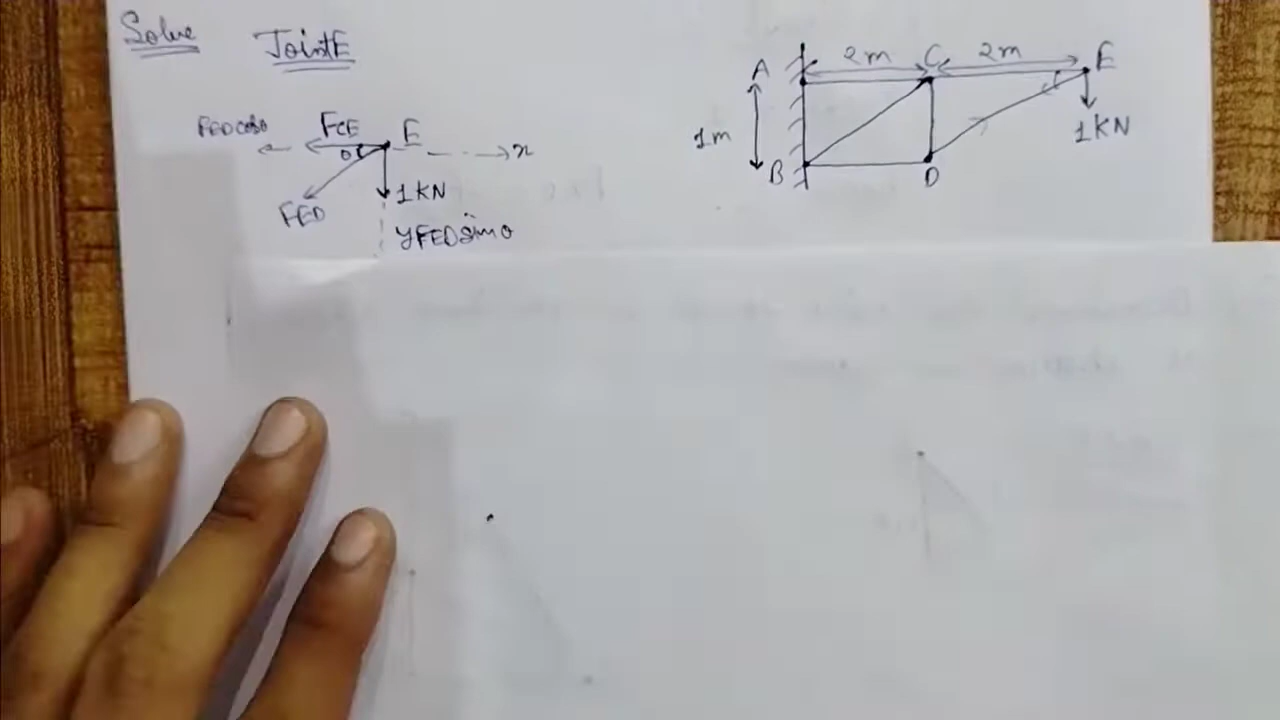 Solve
Joint E
FED cosθ
FCE
E
θ
x
FED
1 KN
y FED sinθ
2m
2m
A
C
E
1m
1 KN
B
D